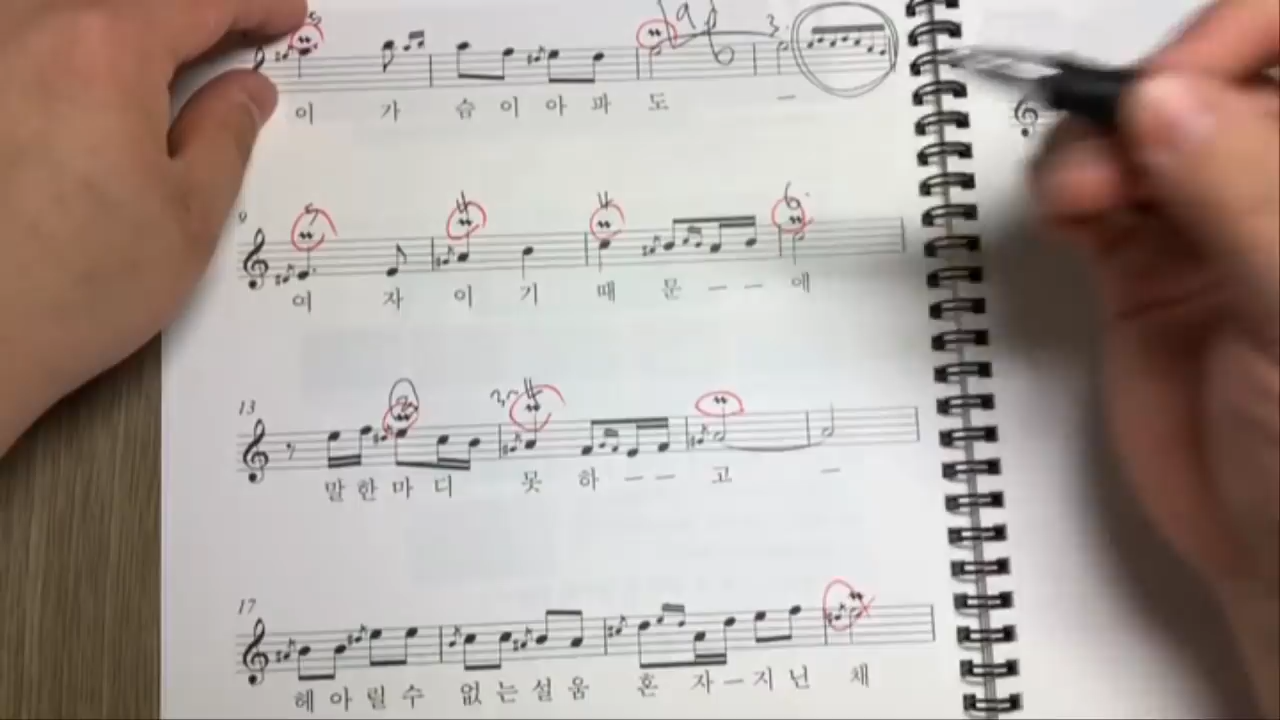 이 가 슴 이 아 파 도 –
9
여 자 이 기 때 문 – – 에
13
말 한 마 디 못 하 – – 고 –
17
헤 아 릴 수 없 는 설 움 혼 자 – 지 닌 채